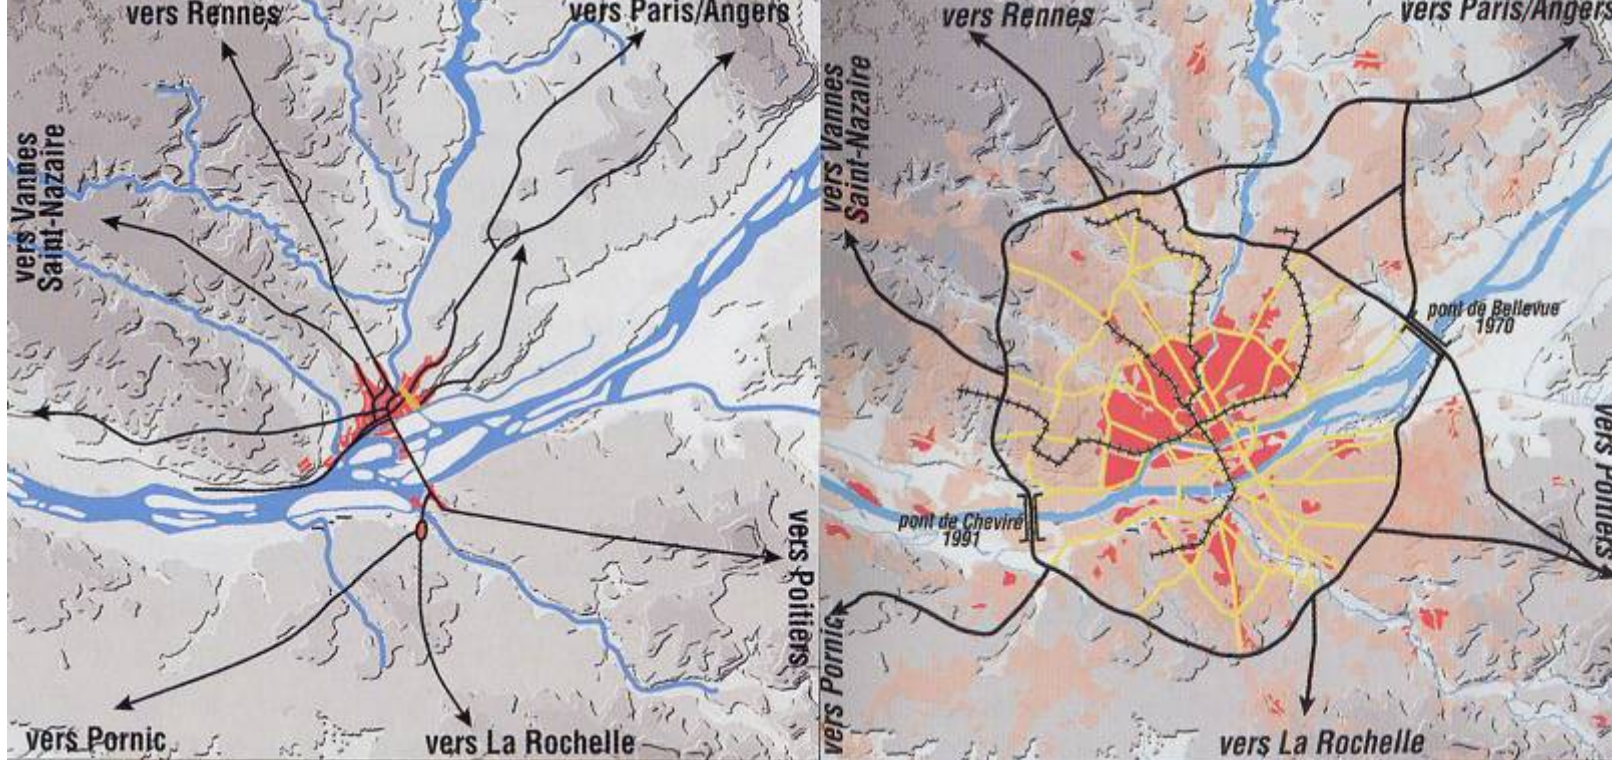 vers Rennes
vers Paris/Angers
vers Vannes
Saint-Nazaire
vers Poitiers
vers Pornic
vers La Rochelle
vers Rennes
vers Paris/Angers
vers Vannes
Saint-Nazaire
pont de Bellevue
1970
pont de Cheviré
1991
vers Poitiers
vers Pornic
vers La Rochelle